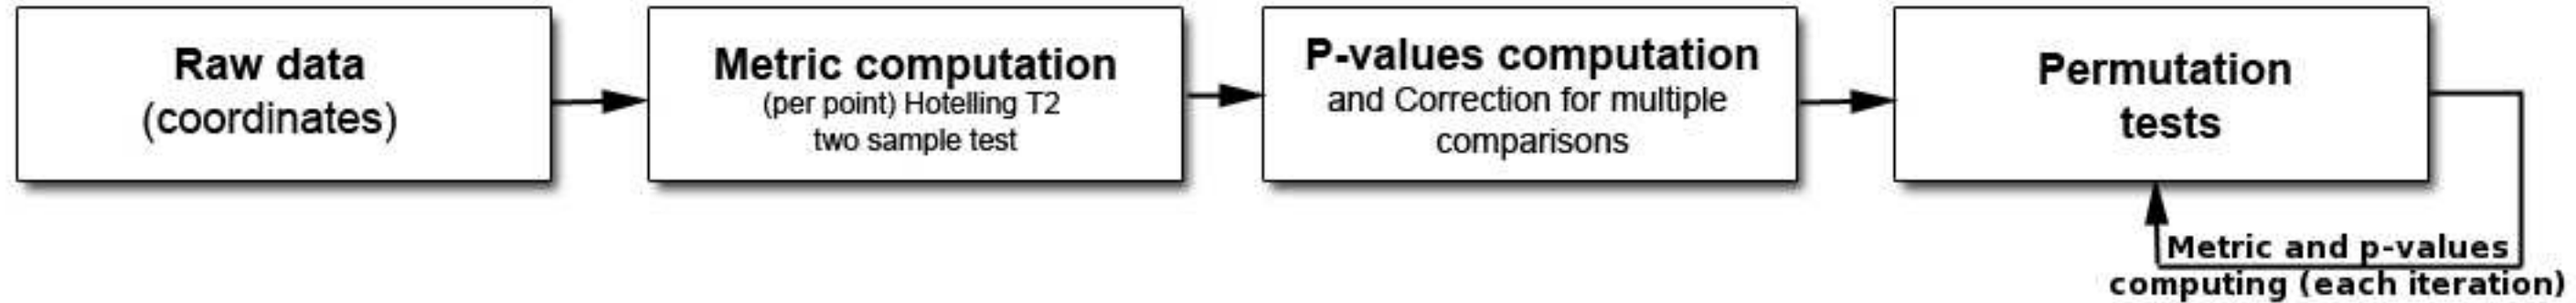 Raw data
(coordinates)
Metric computation
(per point) Hotelling T2
two sample test
P-values computation
and Correction for multiple
comparisons
Permutation
tests
Metric and p-values
computing (each iteration)